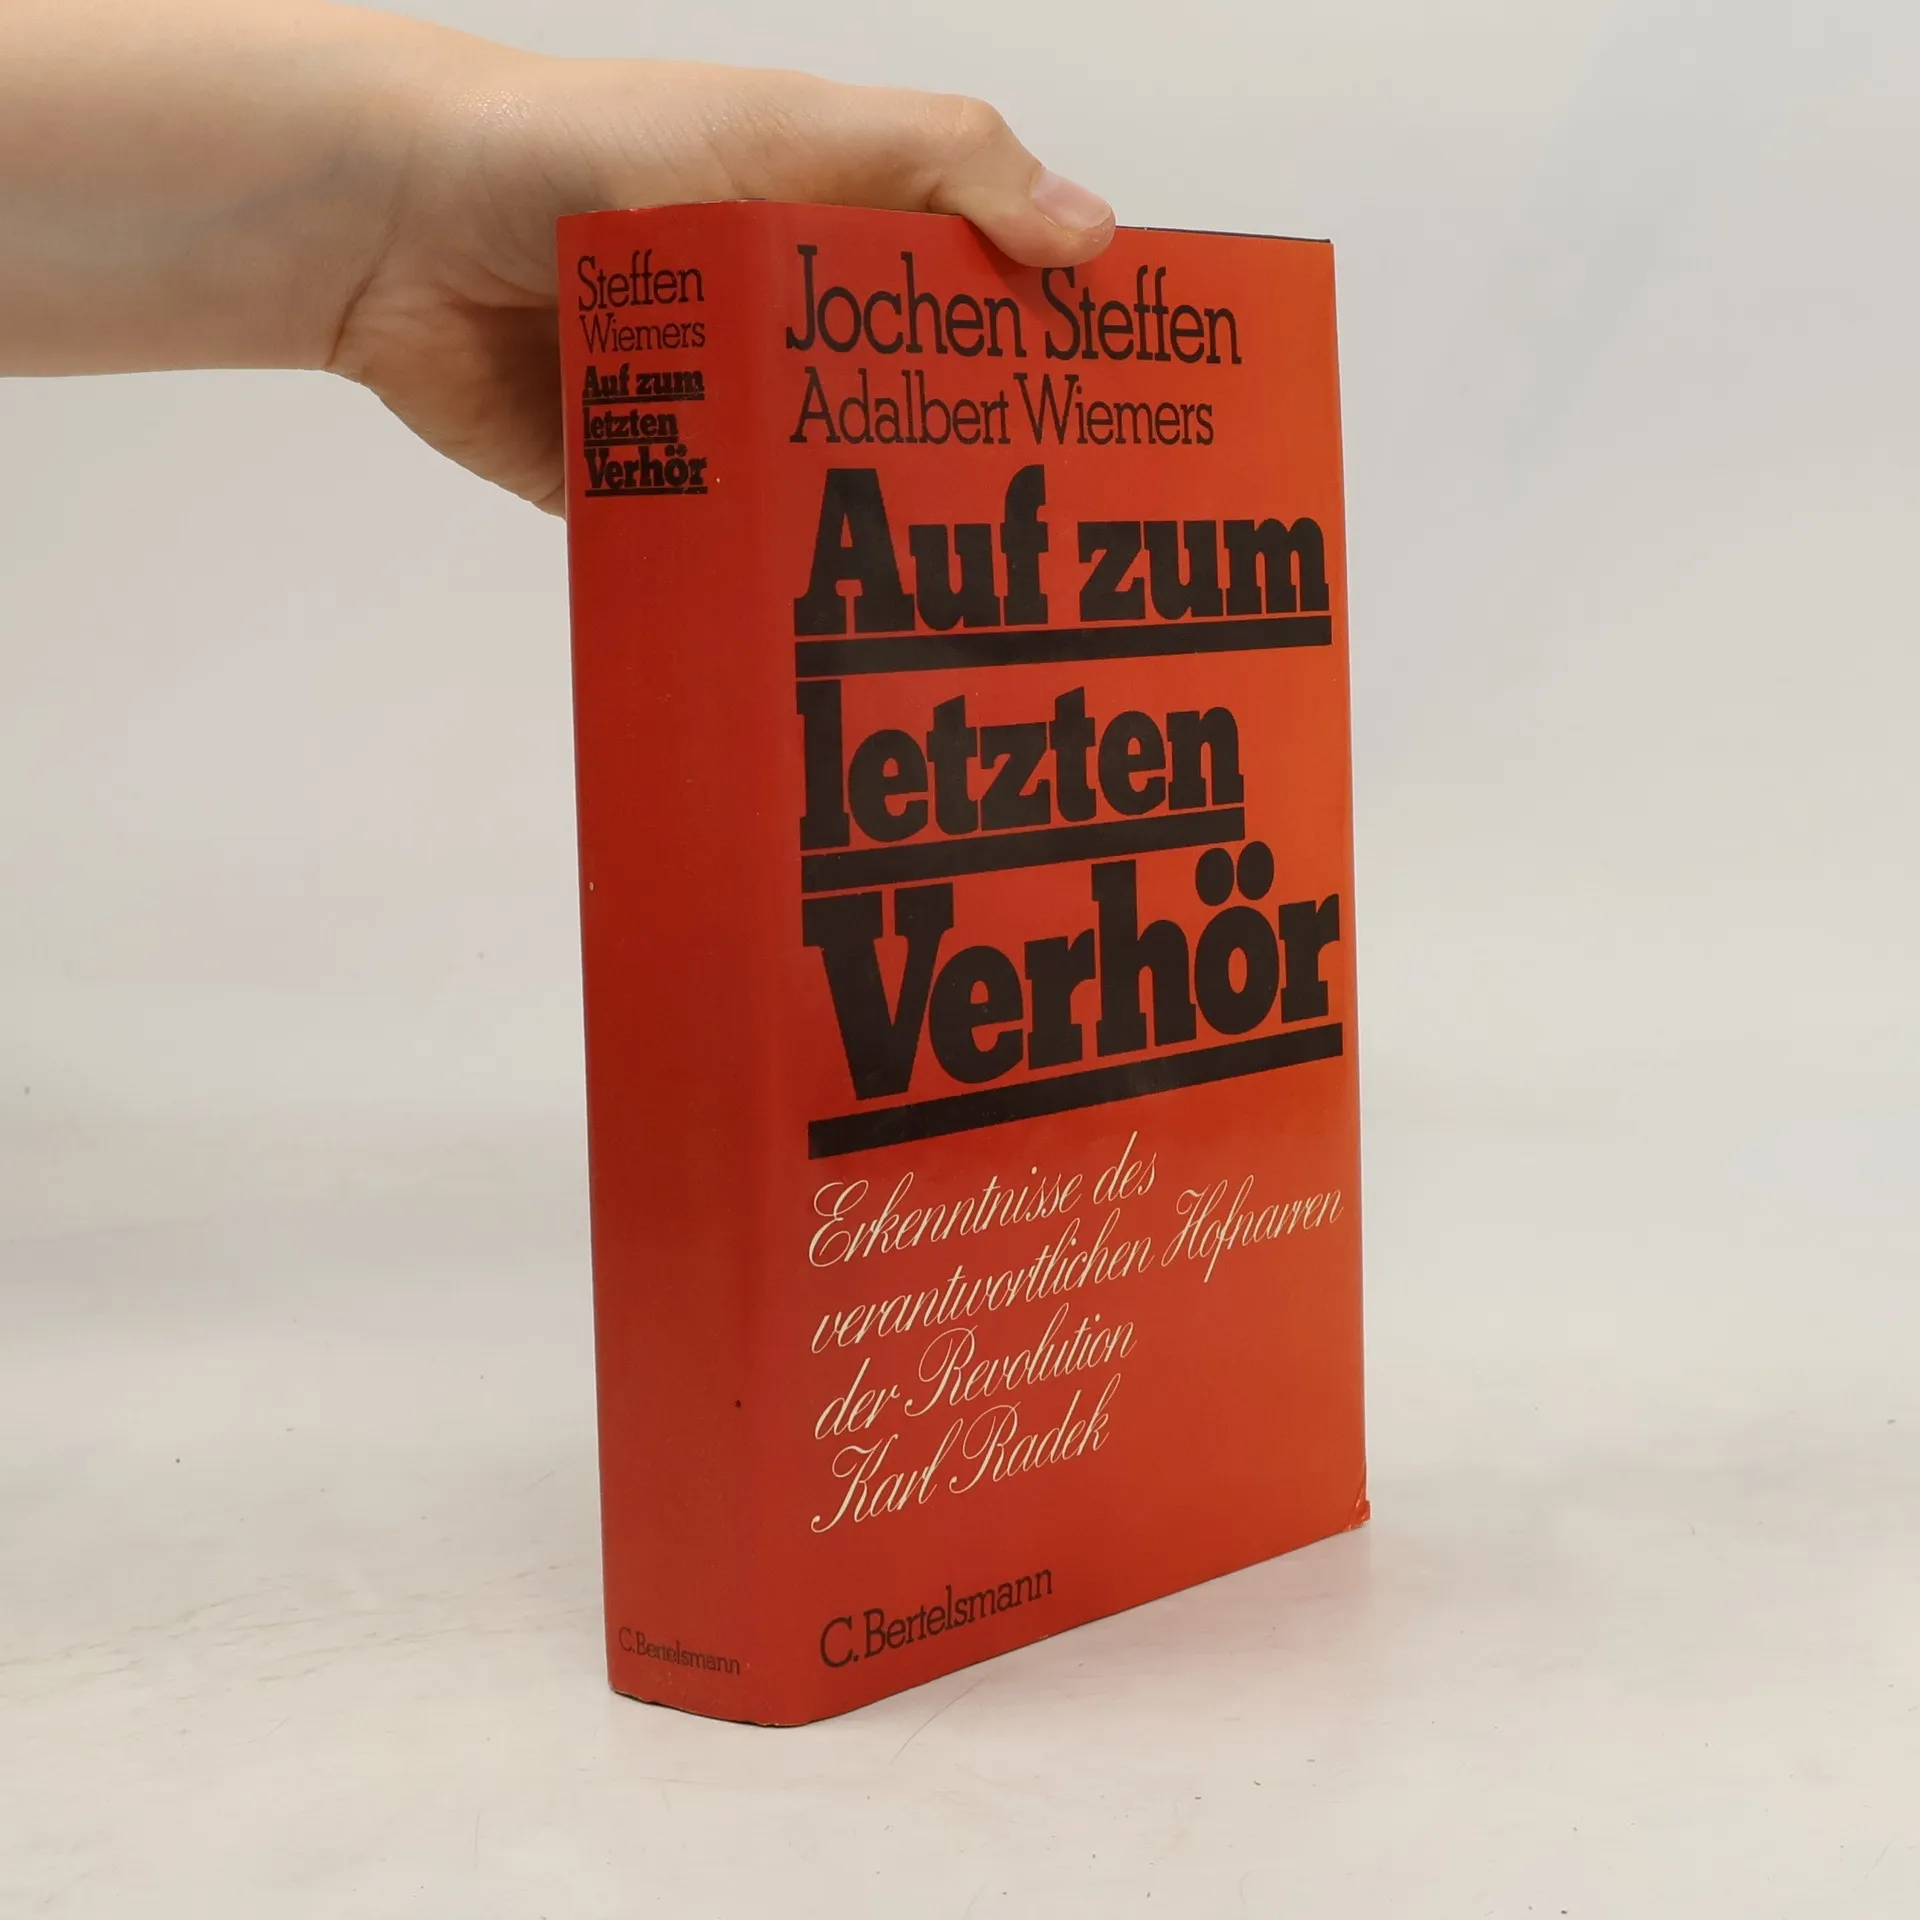 Steffen
Wiemers
Auf zum
letzten
Verhör
C.Bertelsmann
Jochen Steffen
Adalbert Wiemers
Auf zum
letzten
Verhör
Erkenntnisse des
verantwortlichen Hofnarren
der Revolution
Karl Radek
C.Bertelsmann